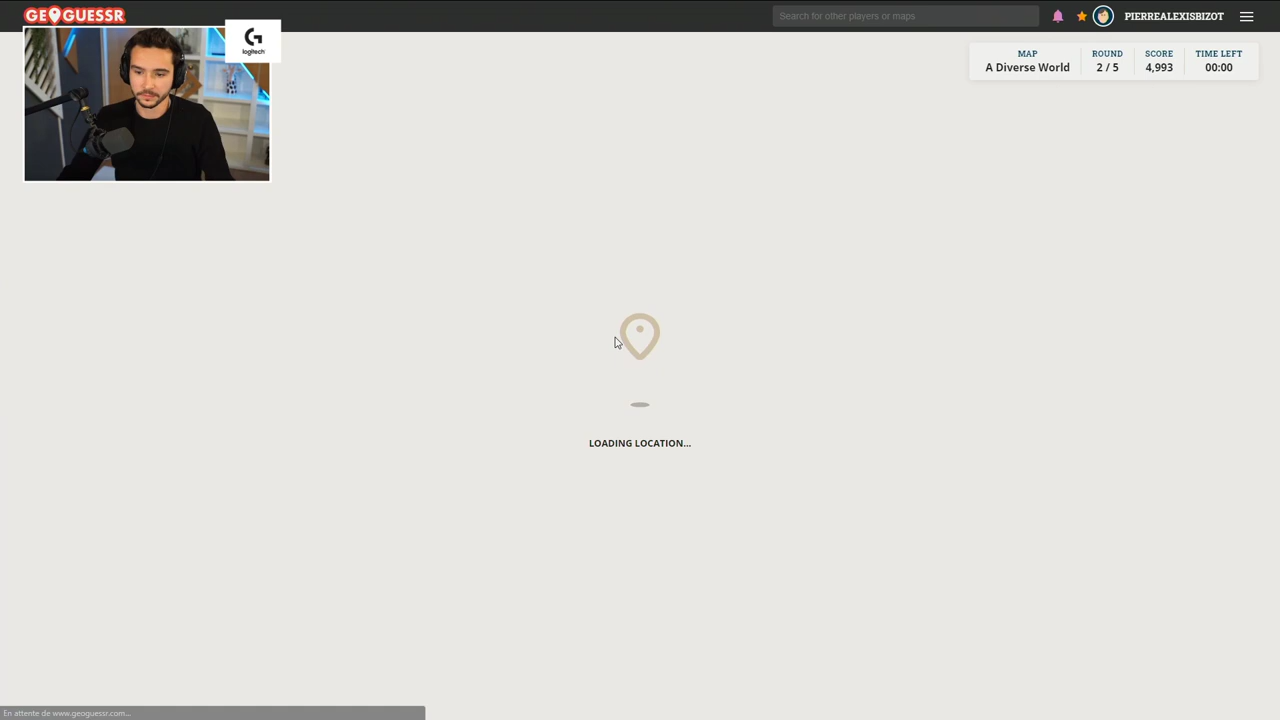 GEOGUESSR
Search for other players or maps
PIERREALEXISBIZOT
logitech
MAP
A Diverse World
ROUND
2 / 5
SCORE
4,993
TIME LEFT
00:00
LOADING LOCATION...
En attente de www.geoguessr.com...